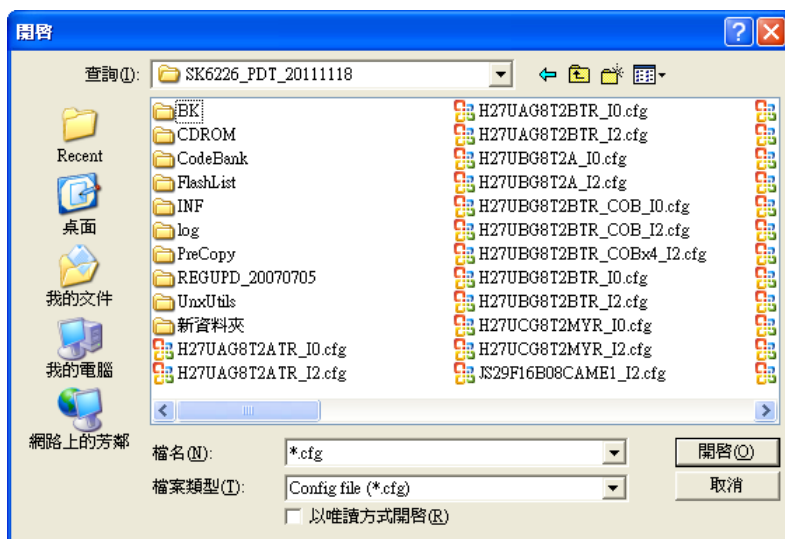 開啓
查詢(I):
SK6226_PDT_20111118
Recent
桌面
我的文件
我的電腦
網路上的芳鄰
BK
CDROM
CodeBank
FlashList
INF
log
PreCopy
REGUPD_20070705
UnxUtils
新資料夾
H27UAG8T2ATR_I0.cfg
H27UAG8T2ATR_I2.cfg
H27UAG8T2BTR_I0.cfg
H27UAG8T2BTR_I2.cfg
H27UBG8T2A_I0.cfg
H27UBG8T2A_I2.cfg
H27UBG8T2BTR_COB_I0.cfg
H27UBG8T2BTR_COB_I2.cfg
H27UBG8T2BTR_COBx4_I2.cfg
H27UBG8T2BTR_I0.cfg
H27UBG8T2BTR_I2.cfg
H27UCG8T2MYR_I0.cfg
H27UCG8T2MYR_I2.cfg
JS29F16B08CAME1_I2.cfg
檔名(N):
*.cfg
開啓(O)
檔案類型(T):
Config file (*.cfg)
取消
以唯讀方式開啓(R)